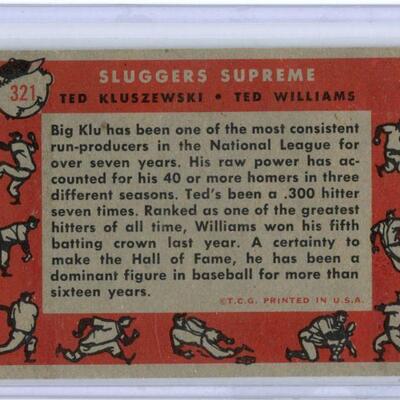 321
SLUGGERS SUPREME
TED KLUSZEWSKI • TED WILLIAMS
Big Klu has been one of the most consistent
run-producers in the National League for
over seven years. His raw power has ac-
counted for his 40 or more homers in three
different seasons. Ted's been a .300 hitter
seven times. Ranked as one of the greatest
hitters of all time, Williams won his fifth
batting crown last year. A certainty to
make the Hall of Fame, he has been a
dominant figure in baseball for more than
sixteen years.
©T.C.G. PRINTED IN U.S.A.